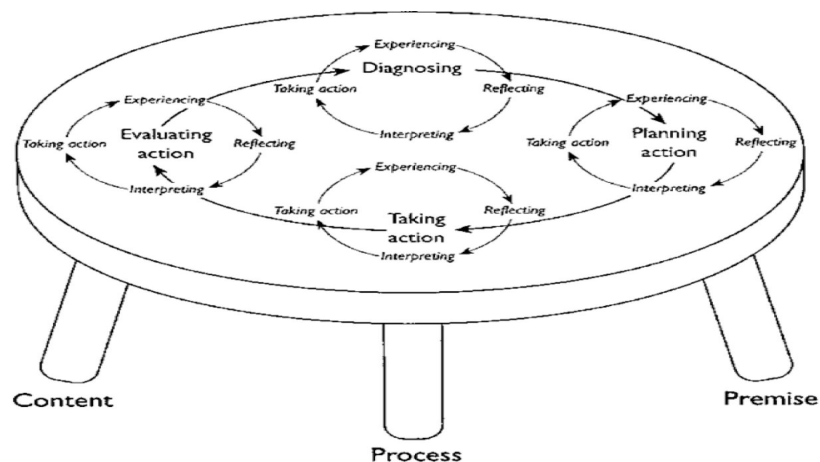 Experiencing
Diagnosing
Taking action
Reflecting
Interpreting
Experiencing
Evaluating
action
Taking action
Reflecting
Interpreting
Experiencing
Planning
action
Taking action
Reflecting
Interpreting
Experiencing
Taking action
Reflecting
Taking
action
Interpreting
Content
Process
Premise